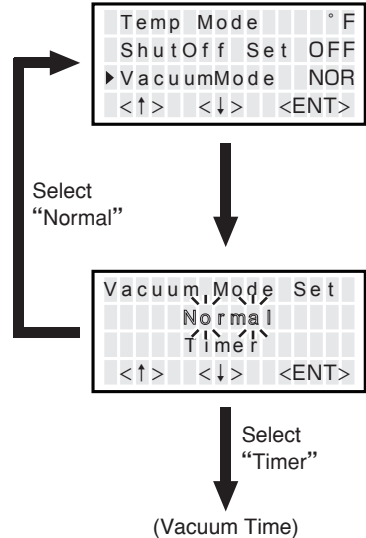 Temp Mode °F
ShutOff Set OFF
▶VacuumMode NOR
<↑> <↓> <ENT>
Select
“Normal”
Vacuum Mode Set
Normal
Timer
<↑> <↓> <ENT>
Select
“Timer”
(Vacuum Time)